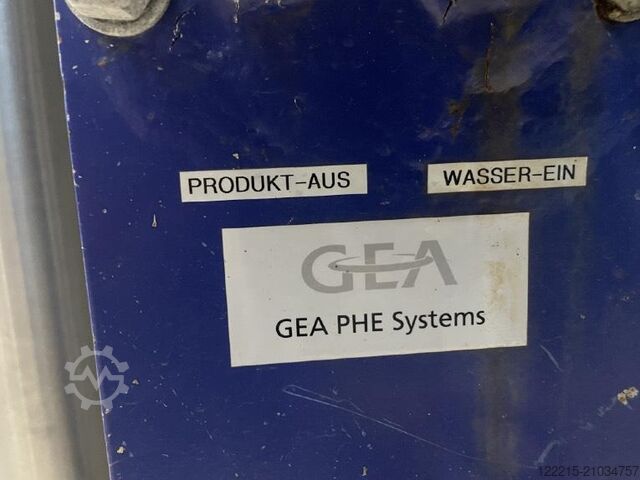 PRODUKT-AUS
WASSER-EIN
GEA
GEA PHE Systems
122215-21034757